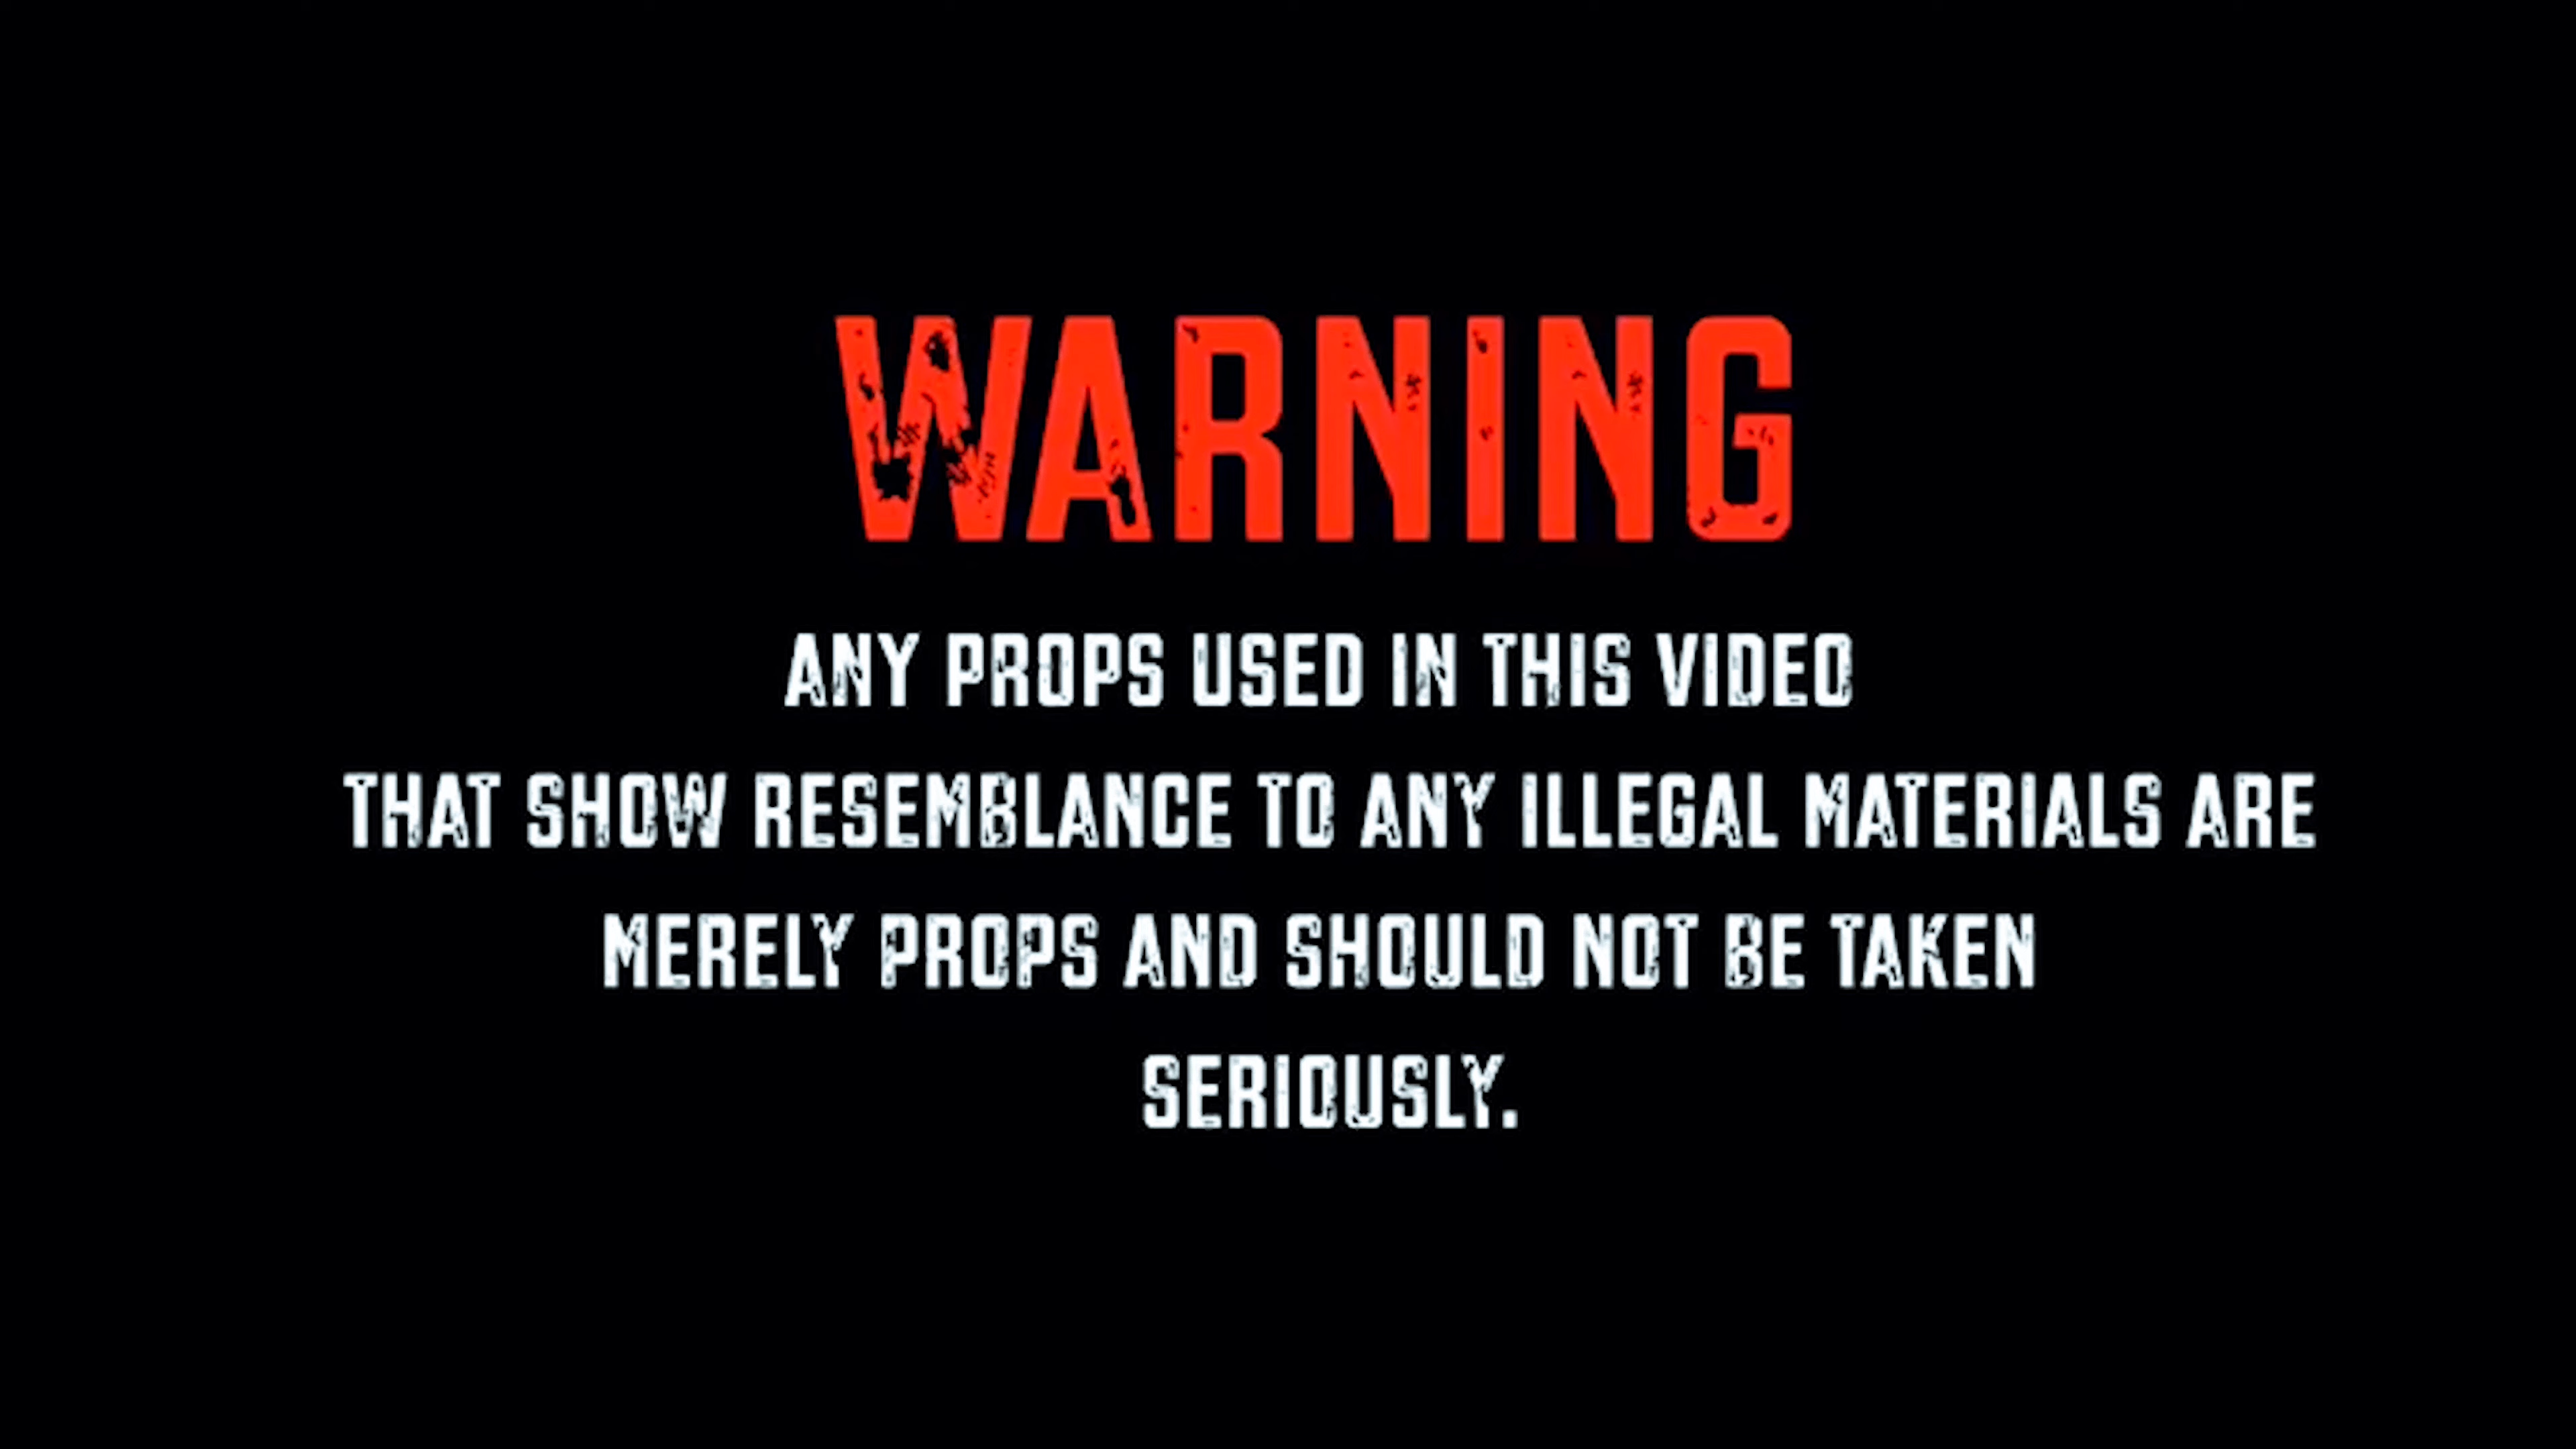 WARNING
ANY PROPS USED IN THIS VIDEO
THAT SHOW RESEMBLANCE TO ANY ILLEGAL MATERIALS ARE
MERELY PROPS AND SHOULD NOT BE TAKEN
SERIOUSLY.